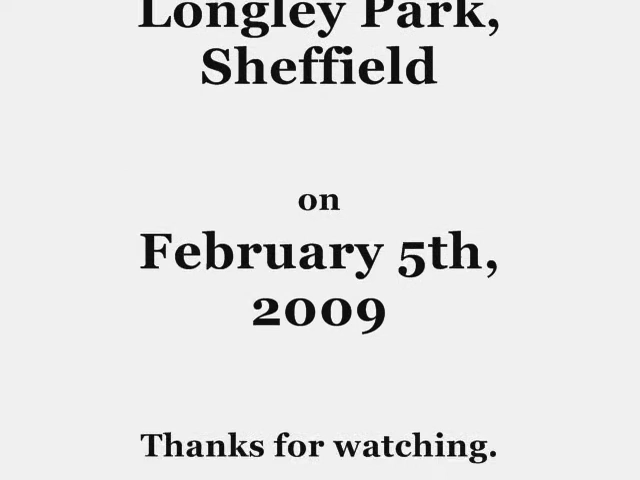 Longley Park,
Sheffield
on
February 5th,
2009
Thanks for watching.